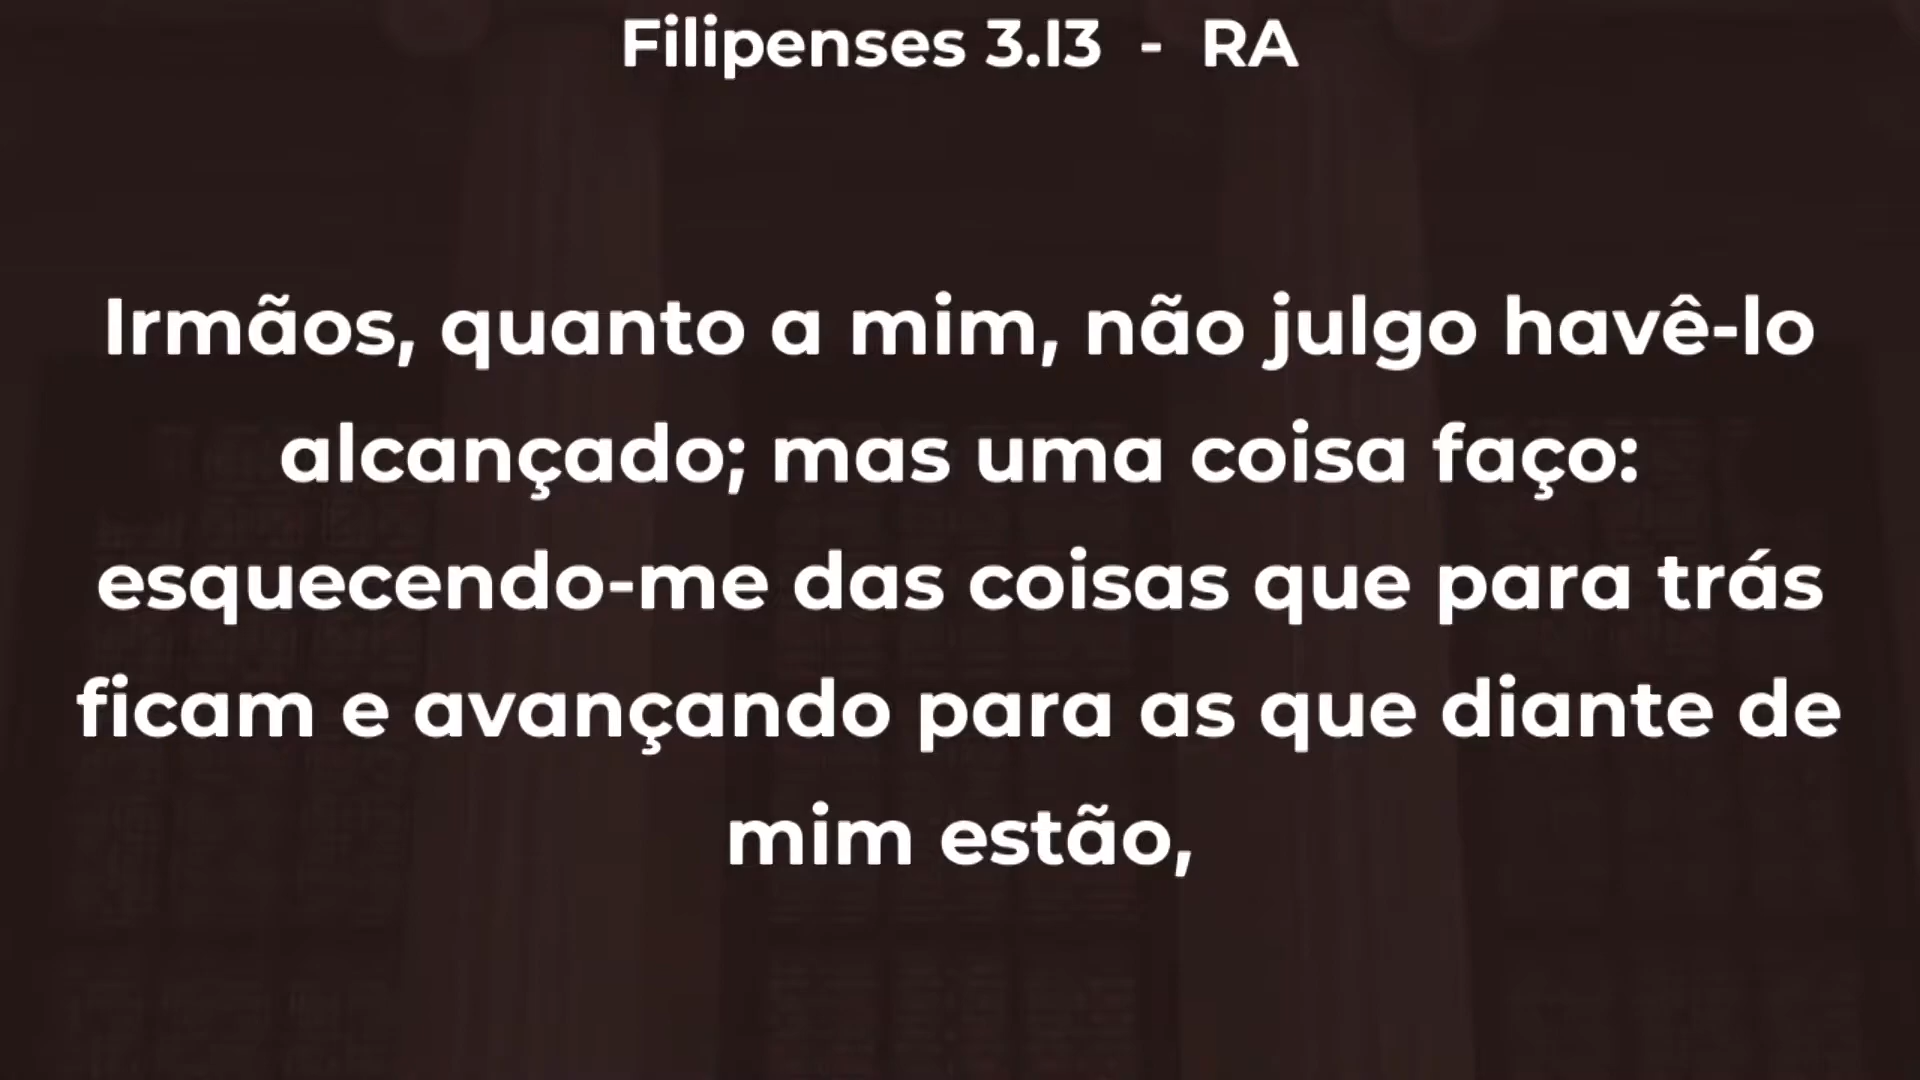 Filipenses 3.13 - RA
Irmãos, quanto a mim, não julgo havê-lo
alcançado; mas uma coisa faço:
esquecendo-me das coisas que para trás
ficam e avançando para as que diante de
mim estão,